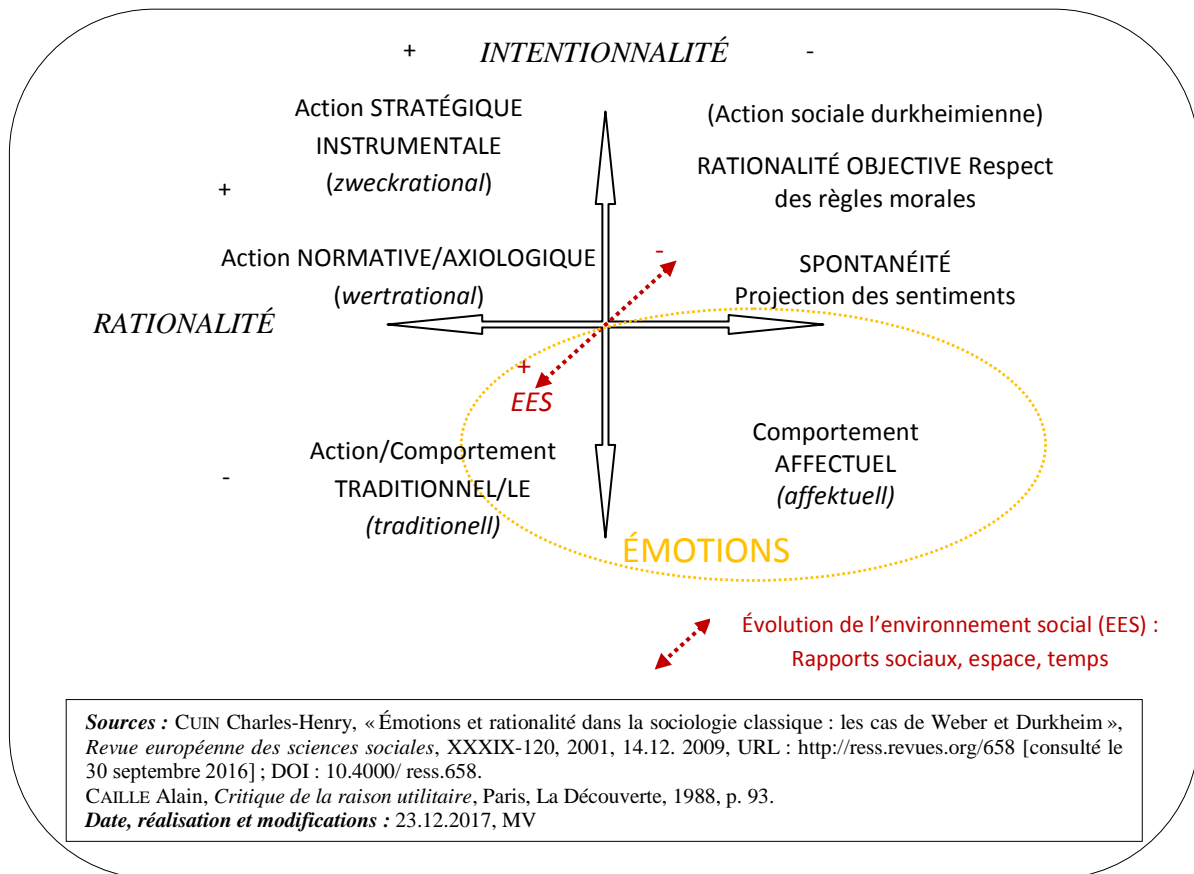 + INTENTIONNALITÉ -
Action STRATÉGIQUE
INSTRUMENTALE
(zweckrational)
(Action sociale durkheimienne)
RATIONALITÉ OBJECTIVE Respect
des règles morales
+
Action NORMATIVE/AXIOLOGIQUE
(wertrational)
-
SPONTANÉITÉ
Projection des sentiments
RATIONALITÉ
+
EES
Action/Comportement
TRADITIONNEL/LE
(traditionell)
-
Comportement
AFFECTUEL
(affektuell)
ÉMOTIONS
Évolution de l'environnement social (EES) :
Rapports sociaux, espace, temps
Sources : CUIN Charles-Henry, « Émotions et rationalité dans la sociologie classique : les cas de Weber et Durkheim »,
Revue européenne des sciences sociales, XXXIX-120, 2001, 14.12. 2009, URL : http://ress.revues.org/658 [consulté le
30 septembre 2016] ; DOI : 10.4000/ ress.658.
CAILLE Alain, Critique de la raison utilitaire, Paris, La Découverte, 1988, p. 93.
Date, réalisation et modifications : 23.12.2017, MV